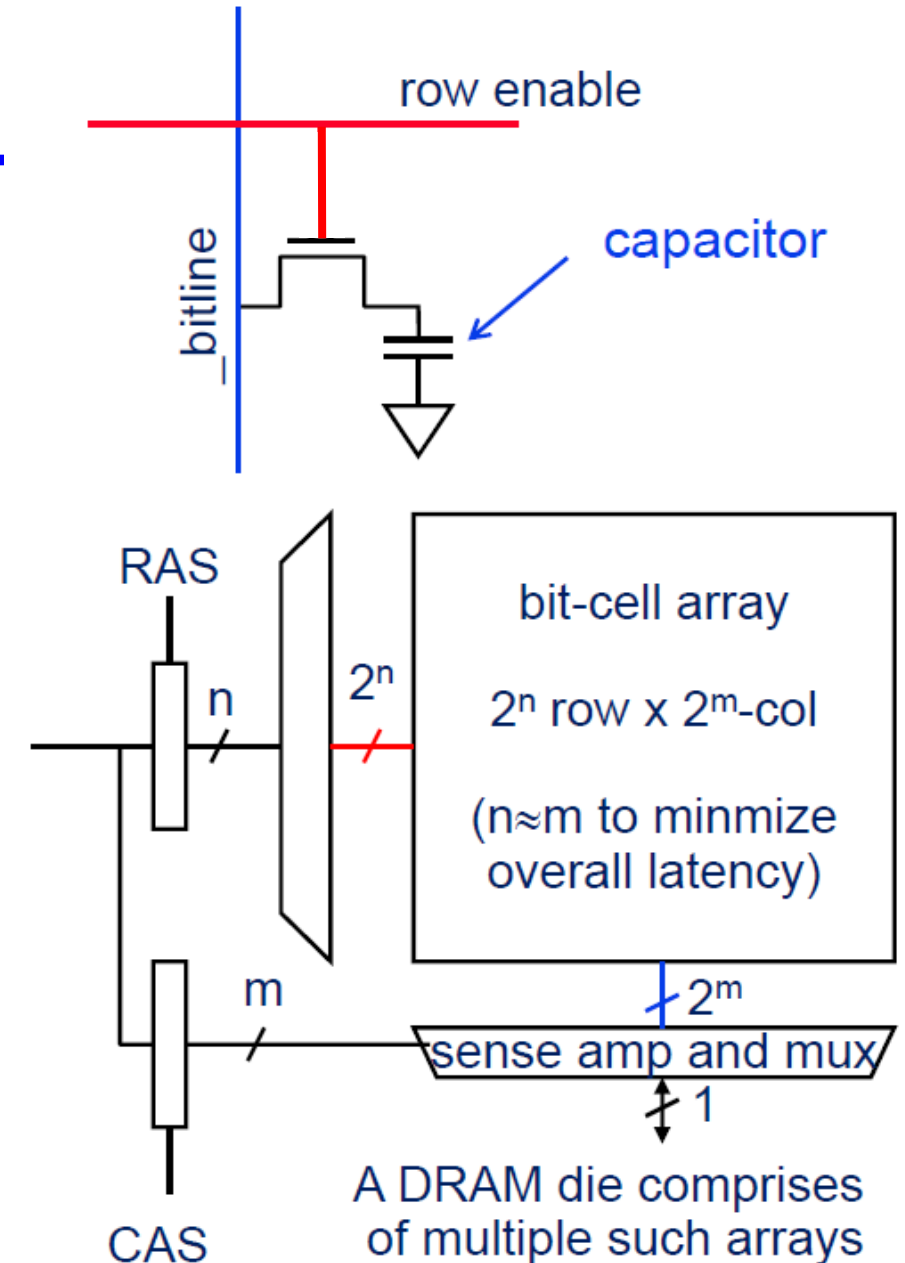 row enable
_bitline
capacitor
RAS
n
2ⁿ
bit-cell array
2ⁿ row x 2ᵐ-col
(n≈m to minmize
overall latency)
m
2ᵐ
sense amp and mux
1
CAS
A DRAM die comprises
of multiple such arrays